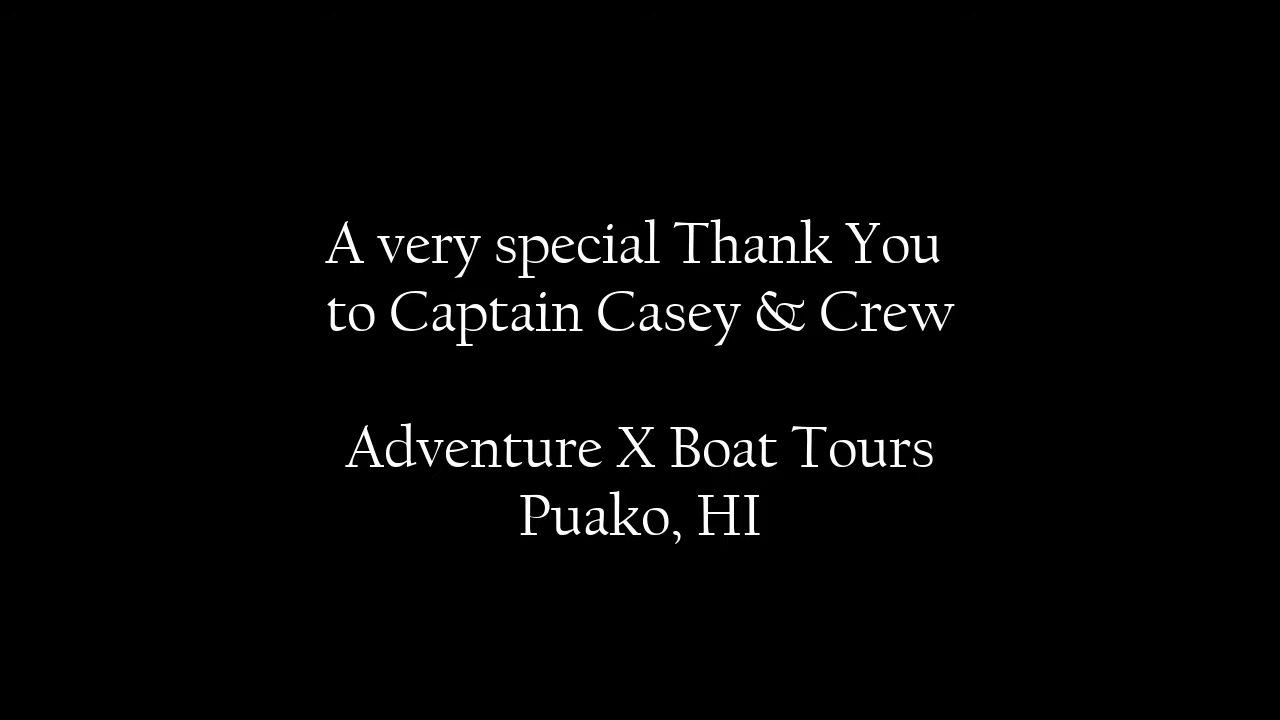 A very special Thank You
to Captain Casey & Crew
Adventure X Boat Tours
Puako, HI